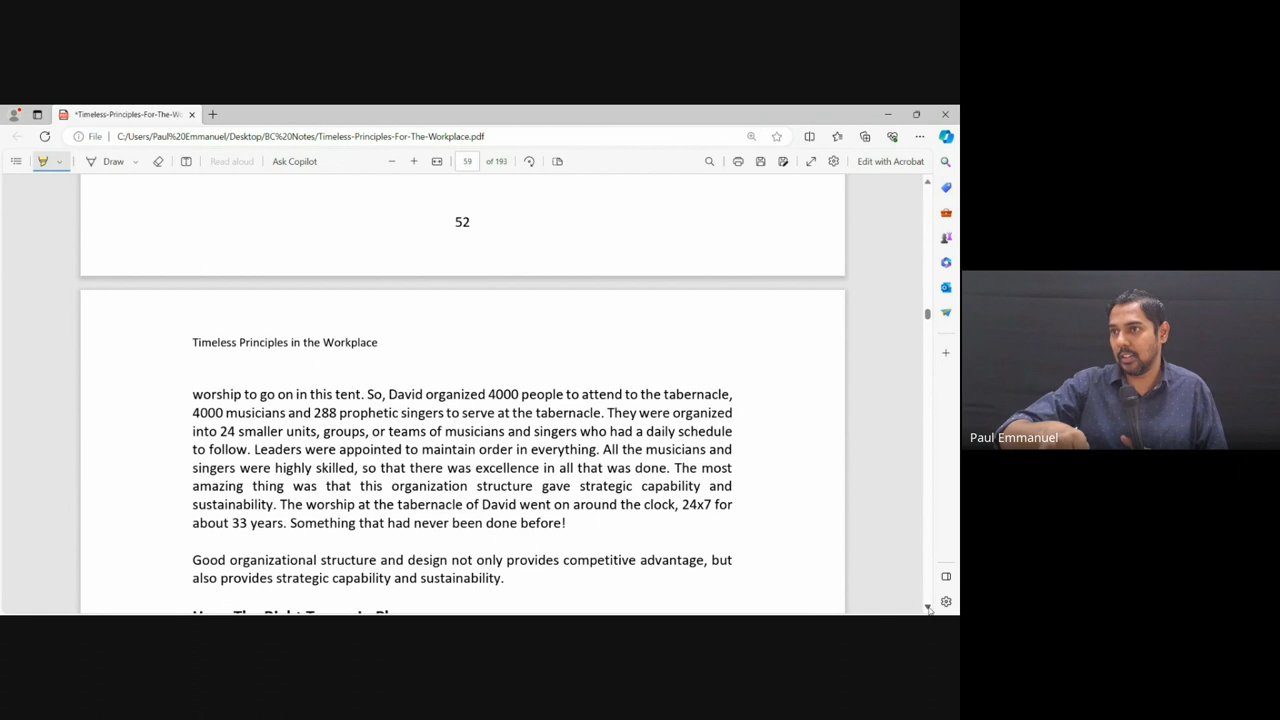 *Timeless-Principles-For-The-Wo
File
C:/Users/Paul%20Emmanuel/Desktop/BC%20Notes/Timeless-Principles-For-The-Workplace.pdf
Draw
Read aloud
Ask Copilot
59
of 193
Edit with Acrobat
52
Timeless Principles in the Workplace
worship to go on in this tent. So, David organized 4000 people to attend to the tabernacle,
4000 musicians and 288 prophetic singers to serve at the tabernacle. They were organized
into 24 smaller units, groups, or teams of musicians and singers who had a daily schedule
to follow. Leaders were appointed to maintain order in everything. All the musicians and
singers were highly skilled, so that there was excellence in all that was done. The most
amazing thing was that this organization structure gave strategic capability and
sustainability. The worship at the tabernacle of David went on around the clock, 24x7 for
about 33 years. Something that had never been done before!
Good organizational structure and design not only provides competitive advantage, but
also provides strategic capability and sustainability.
Paul Emmanuel